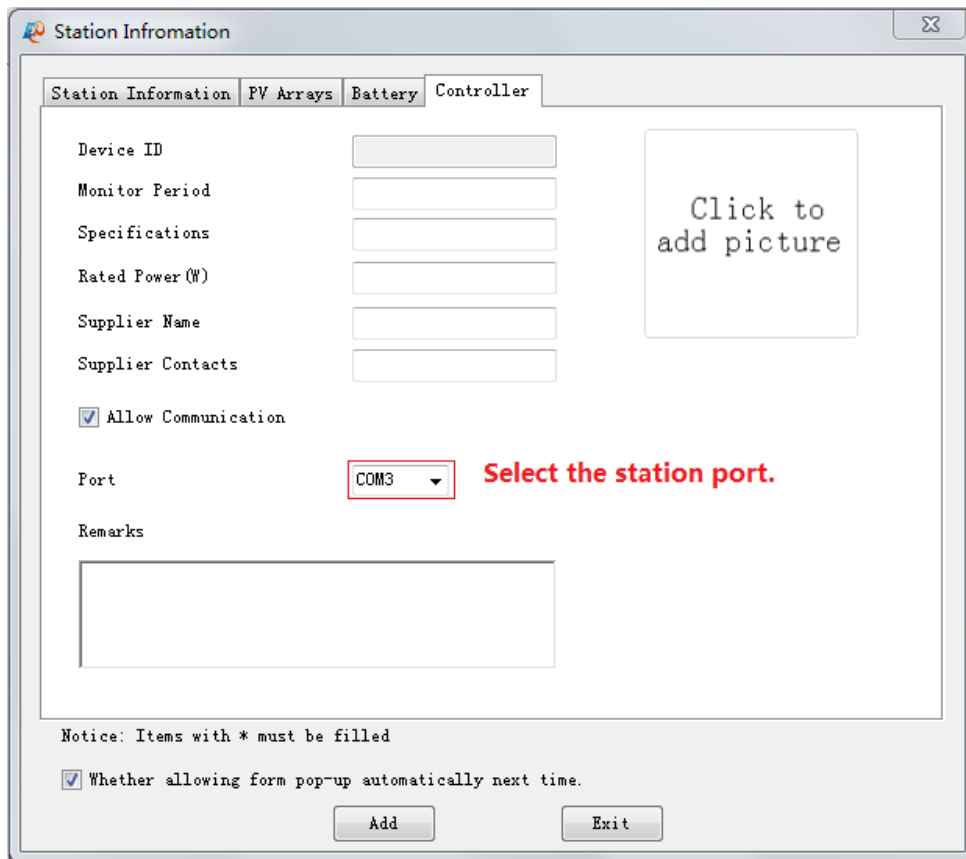 Station Infromation
Station Information PV Arrays Battery Controller
Device ID
Monitor Period
Specifications
Rated Power(W)
Supplier Name
Supplier Contacts
Click to
add picture
Allow Communication
Port COM3 Select the station port.
Remarks
Notice: Items with * must be filled
Whether allowing form pop-up automatically next time.
Add Exit